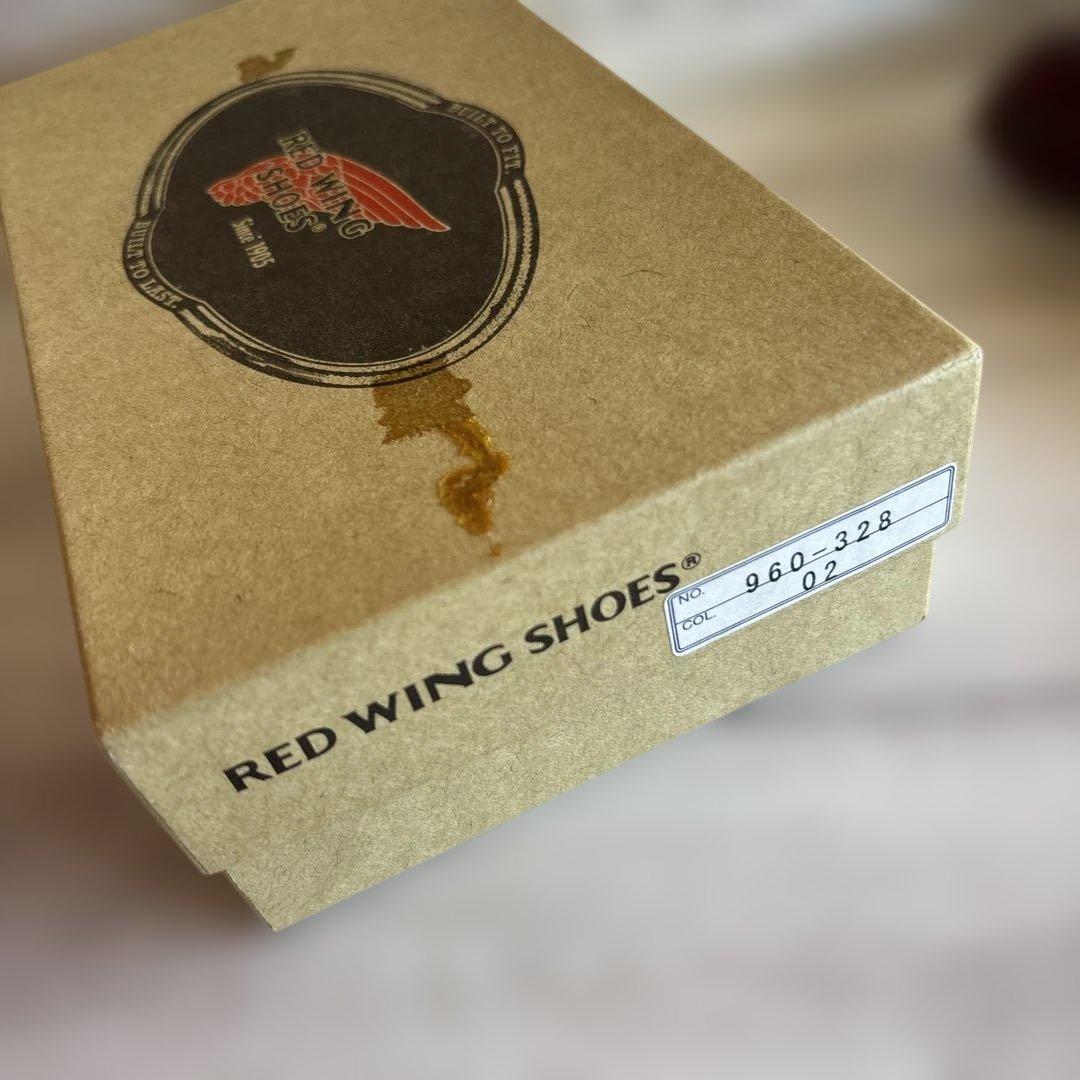 BUILT TO FIT.
RED WING
SHOES®
Since 1905
BUILT TO LAST.
RED WING SHOES®
NO. 960-328
COL. 02